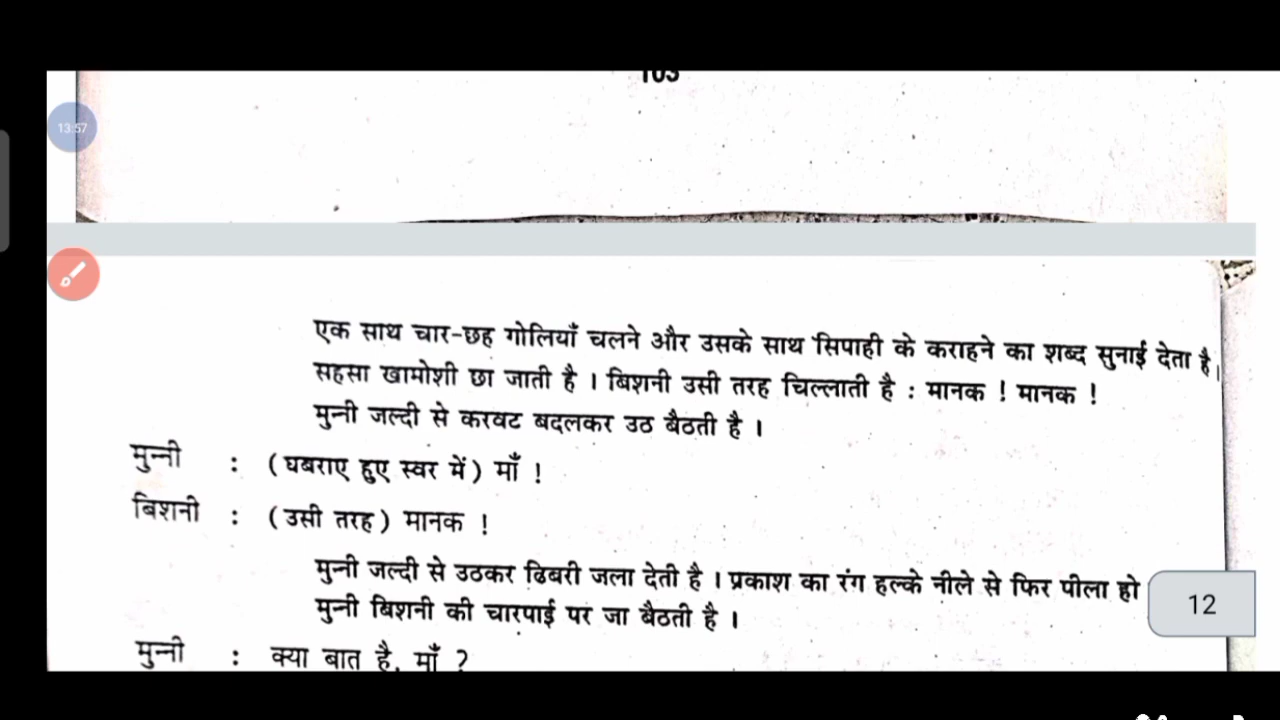 13:57
एक साथ चार-छह गोलियाँ चलने और उसके साथ सिपाही के कराहने का शब्द सुनाई देता है।
सहसा खामोशी छा जाती है । बिशनी उसी तरह चिल्लाती है : मानक ! मानक !
मुन्नी जल्दी से करवट बदलकर उठ बैठती है ।
मुन्नी : (घबराए हुए स्वर में) माँ !
बिशनी : (उसी तरह) मानक !
मुन्नी जल्दी से उठकर ढिबरी जला देती है । प्रकाश का रंग हल्के नीले से फिर पीला हो
12
मुन्नी बिशनी की चारपाई पर जा बैठती है ।
मुन्नी : क्या बात है, माँ ?